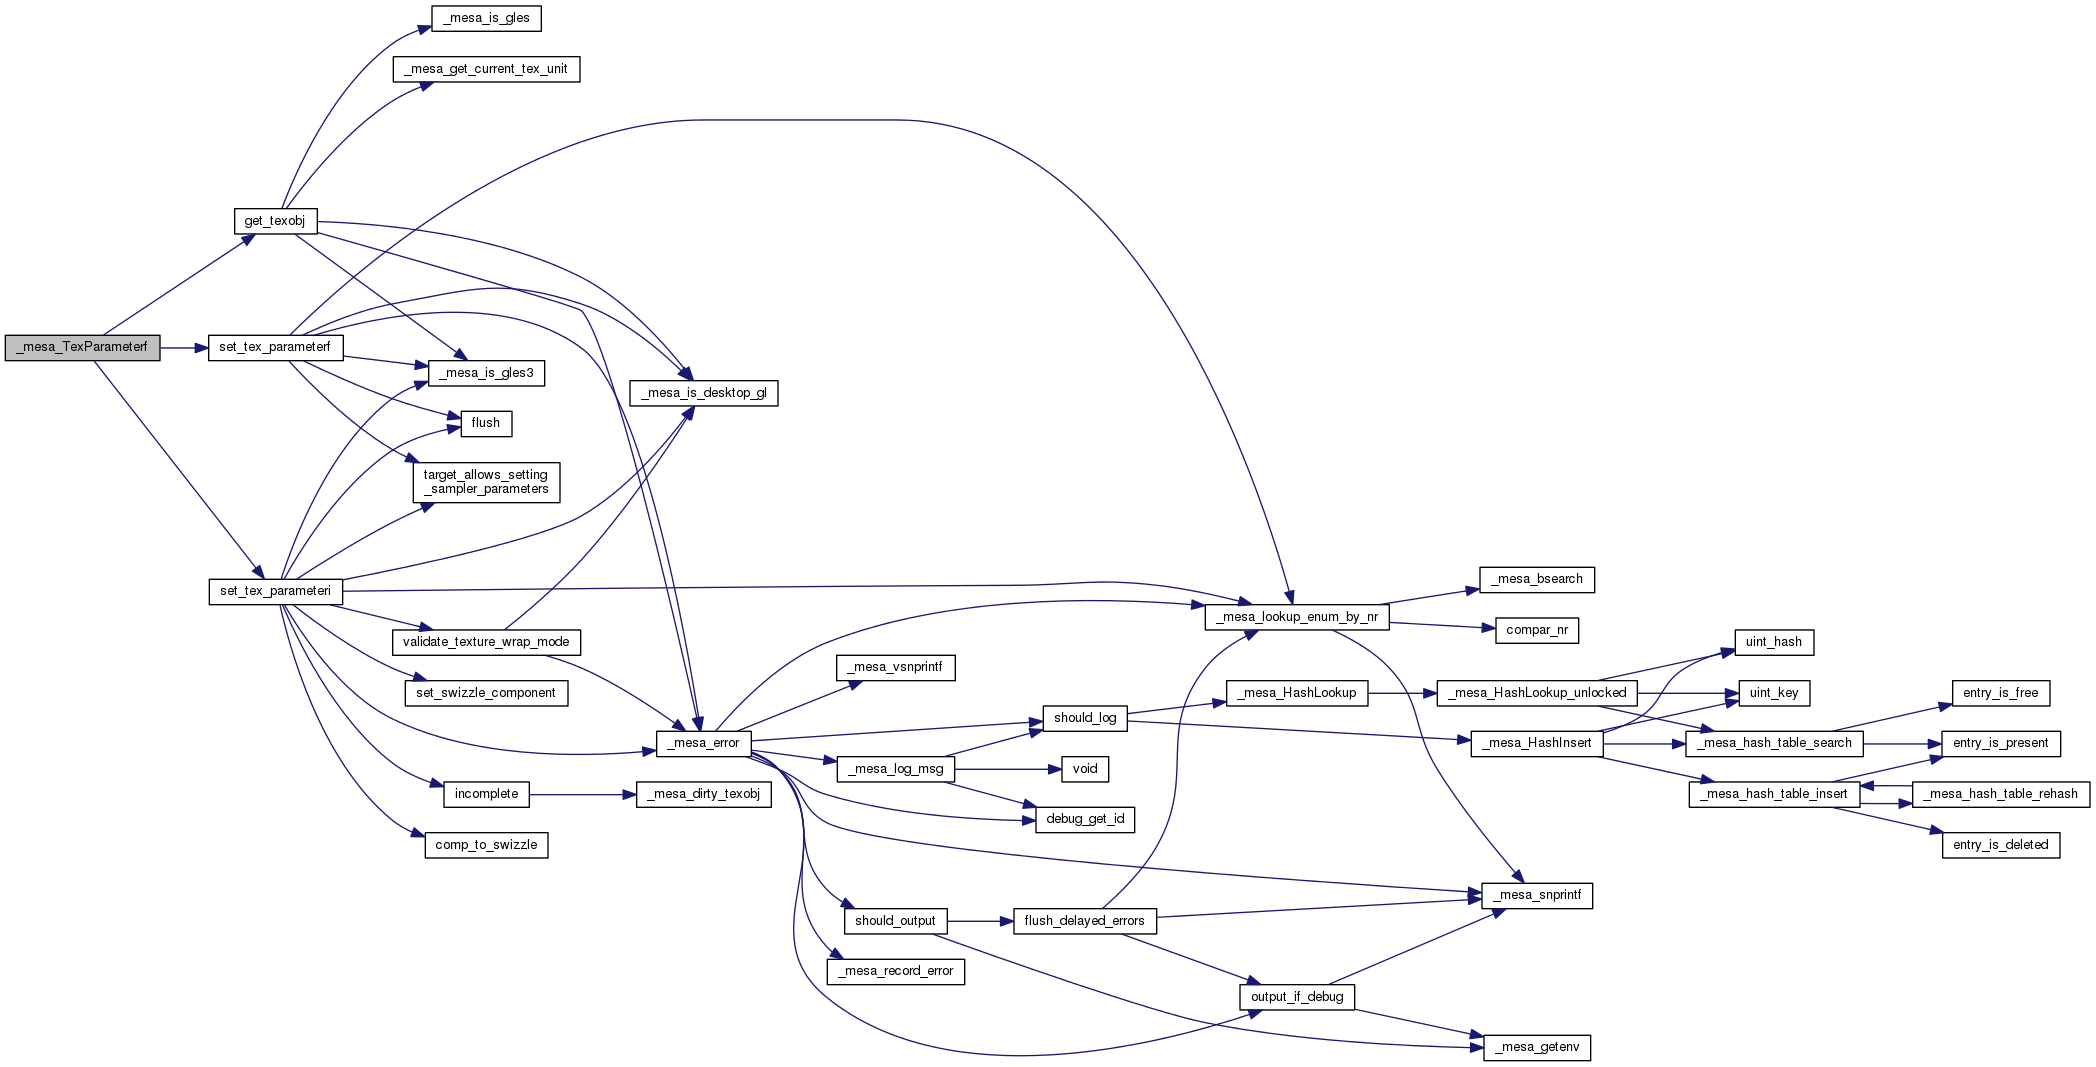 _mesa_is_gles
_mesa_get_current_tex_unit
get_texobj
_mesa_TexParameterf
set_tex_parameterf
_mesa_is_gles3
_mesa_is_desktop_gl
flush
target_allows_setting
_sampler_parameters
set_tex_parameteri
_mesa_bsearch
_mesa_lookup_enum_by_nr
compar_nr
validate_texture_wrap_mode
uint_hash
_mesa_vsnprintf
set_swizzle_component
_mesa_HashLookup
_mesa_HashLookup_unlocked
uint_key
entry_is_free
should_log
_mesa_error
_mesa_HashInsert
_mesa_hash_table_search
entry_is_present
_mesa_log_msg
void
incomplete
_mesa_dirty_texobj
_mesa_hash_table_insert
_mesa_hash_table_rehash
debug_get_id
comp_to_swizzle
entry_is_deleted
_mesa_snprintf
should_output
flush_delayed_errors
_mesa_record_error
output_if_debug
_mesa_getenv